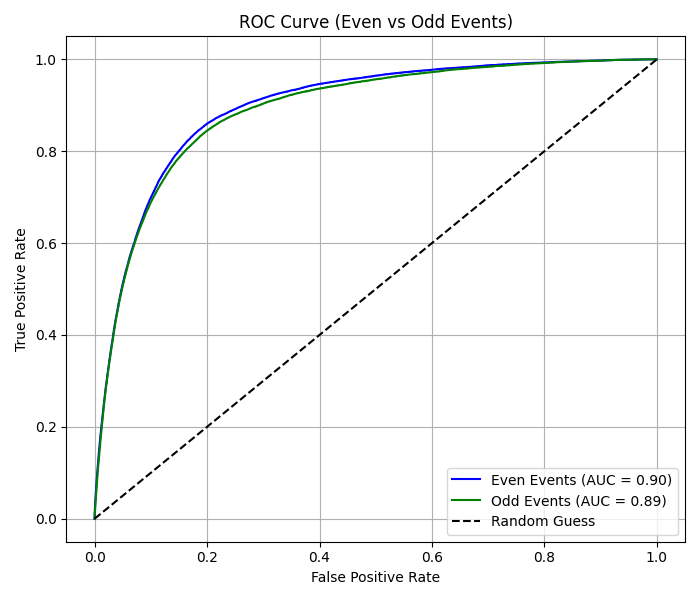 ROC Curve (Even vs Odd Events)
True Positive Rate
1.0
0.8
0.6
0.4
0.2
0.0
Even Events (AUC = 0.90)
Odd Events (AUC = 0.89)
Random Guess
0.0 0.2 0.4 0.6 0.8 1.0
False Positive Rate